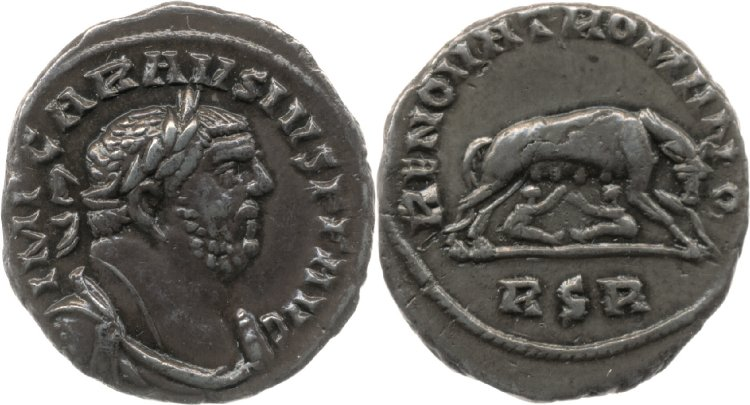 IMP CARAVSIVS P F AVG
RENOVAT ROMANO
RSR